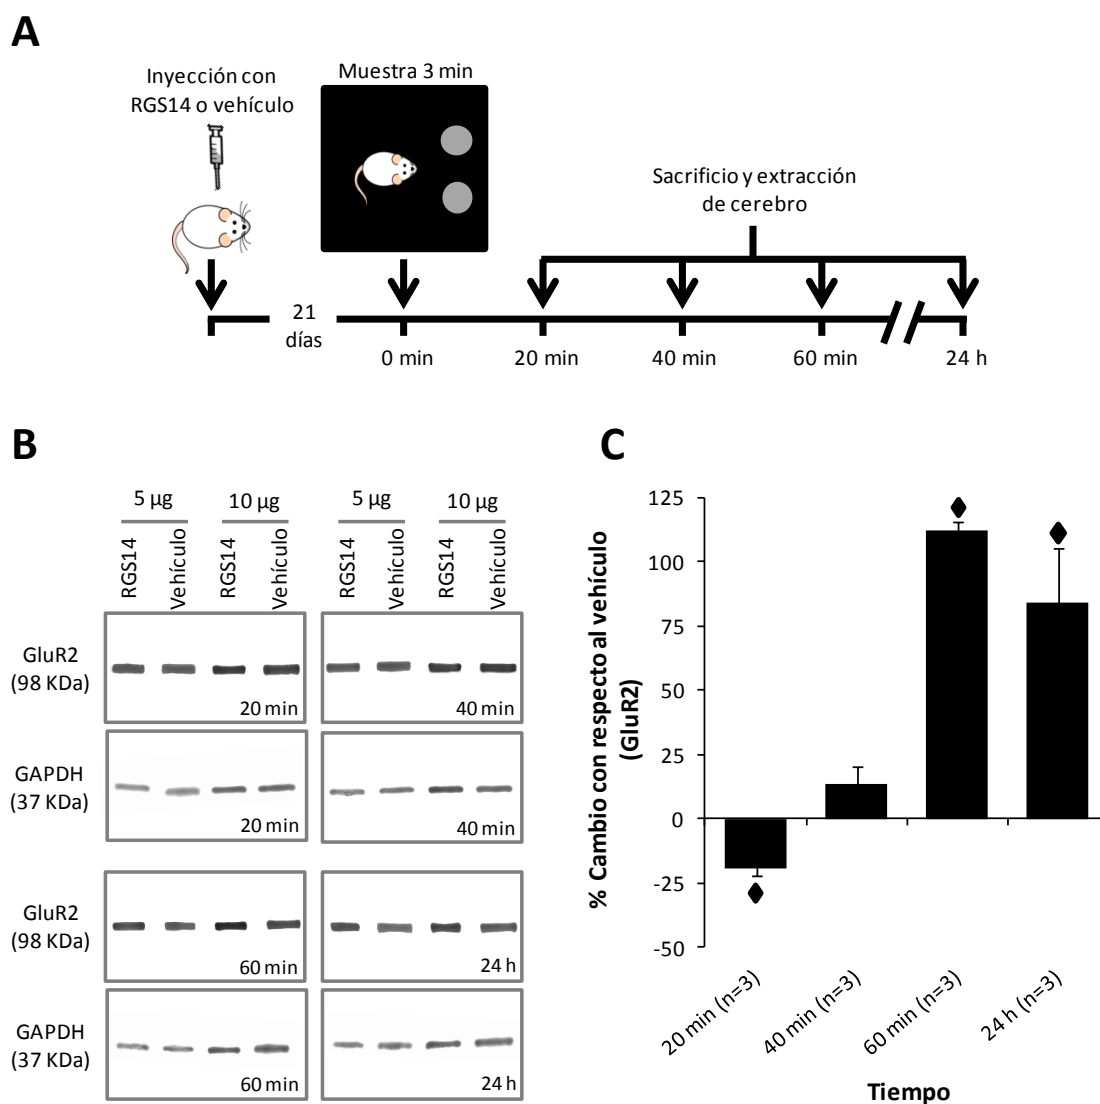 A
Inyección con
RGS14 o vehículo
Muestra 3 min
Sacrificio y extracción
de cerebro
21
días
0 min
20 min
40 min
60 min
24 h
B
5 µg
10 µg
5 µg
10 µg
RGS14
Vehículo
RGS14
Vehículo
RGS14
Vehículo
RGS14
Vehículo
GluR2
(98 KDa)
20 min
40 min
GAPDH
(37 KDa)
20 min
40 min
GluR2
(98 KDa)
60 min
24 h
GAPDH
(37 KDa)
60 min
24 h
C
% Cambio con respecto al vehículo
(GluR2)
125
100
75
50
25
0
-25
-50
20 min (n=3)
40 min (n=3)
60 min (n=3)
24 h (n=3)
Tiempo